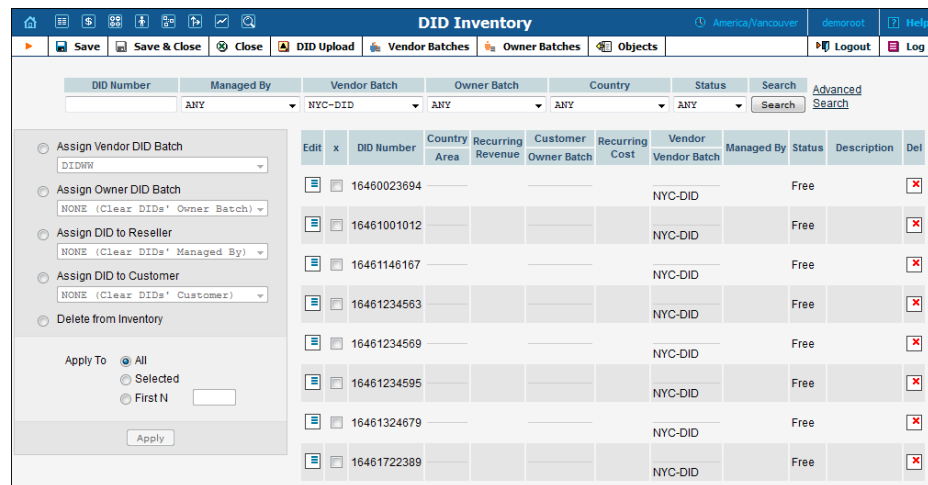 DID Inventory America/Vancouver demoroot Help
Save Save & Close Close DID Upload Vendor Batches Owner Batches Objects Logout Log
DID Number Managed By Vendor Batch Owner Batch Country Status Search
ANY NYC-DID ANY ANY ANY Search
Advanced
Search
Assign Vendor DID Batch
DIDWW
Assign Owner DID Batch
NONE (Clear DIDs' Owner Batch)
Assign DID to Reseller
NONE (Clear DIDs' Managed By)
Assign DID to Customer
NONE (Clear DIDs' Customer)
Delete from Inventory
Apply To All
Selected
First N
Apply
Edit x DID Number Country Recurring Customer Recurring Vendor Managed By Status Description Del
Area Revenue Owner Batch Cost Vendor Batch
16460023694 Free
NYC-DID
16461001012 Free
NYC-DID
16461146167 Free
NYC-DID
16461234563 Free
NYC-DID
16461234569 Free
NYC-DID
16461234595 Free
NYC-DID
16461324679 Free
NYC-DID
16461722389 Free
NYC-DID